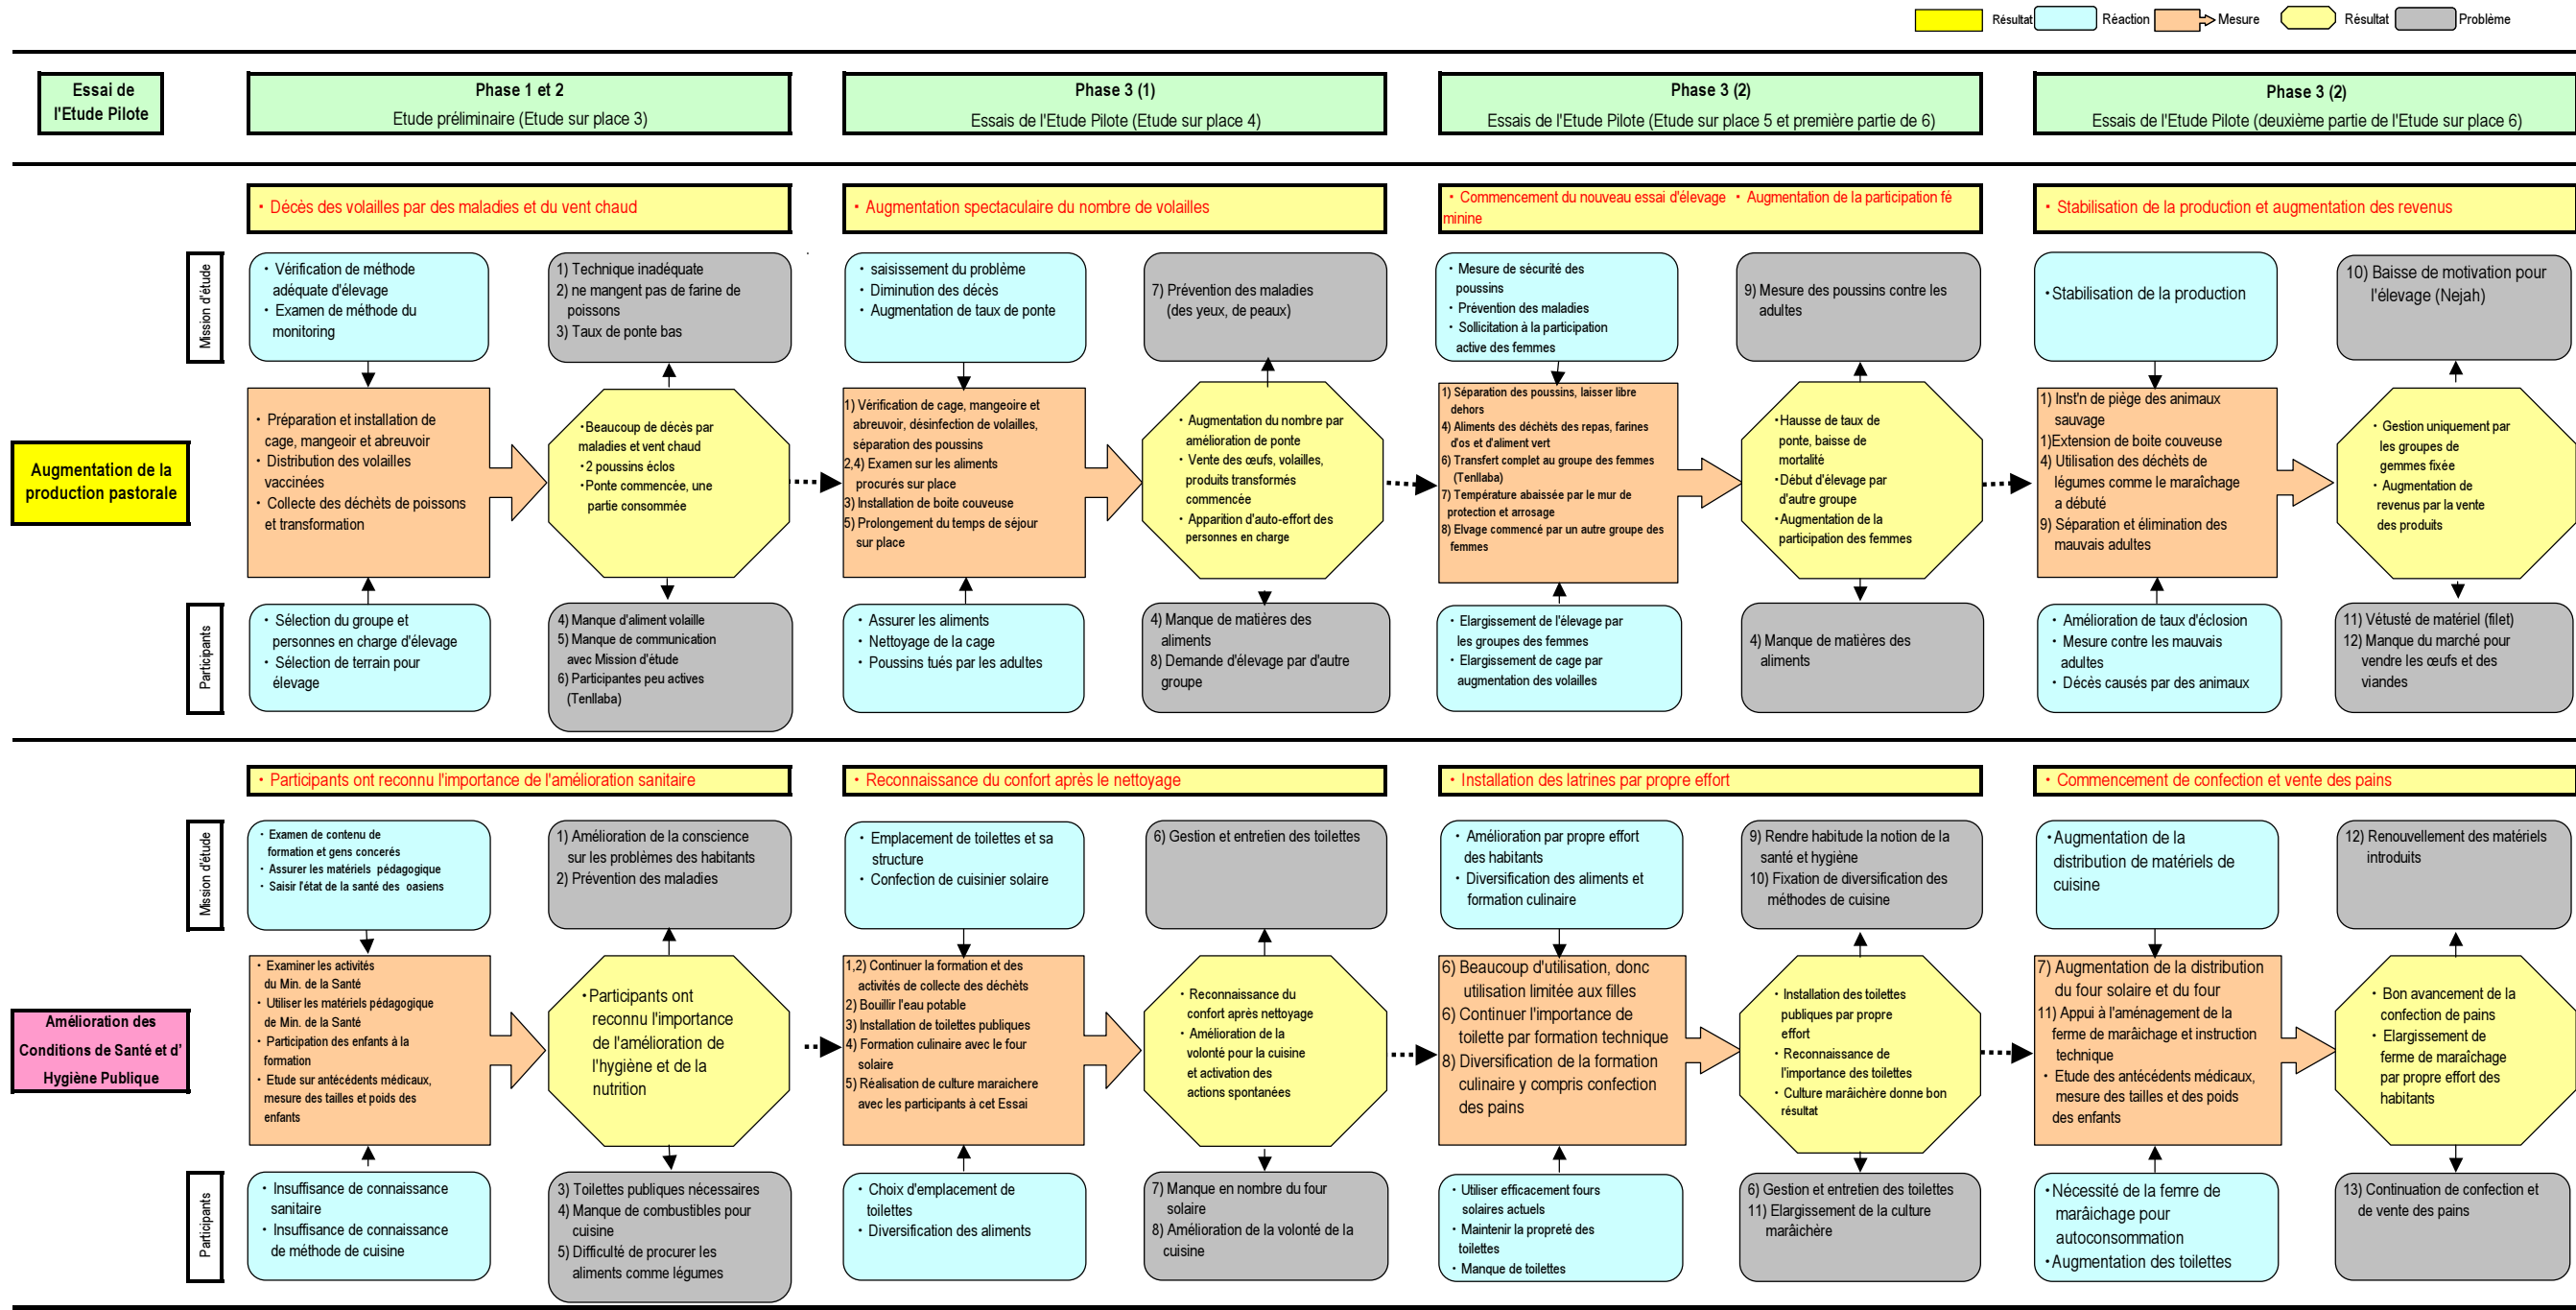 Résultat
Réaction
Mesure
Résultat
Problème
Essai de
l'Etude Pilote
Phase 1 et 2
Etude préliminaire (Etude sur place 3)
Phase 3 (1)
Essais de l'Etude Pilote (Etude sur place 4)
Phase 3 (2)
Essais de l'Etude Pilote (Etude sur place 5 et première partie de 6)
Phase 3 (2)
Essais de l'Etude Pilote (deuxième partie de l'Etude sur place 6)
・Décès des volailles par des maladies et du vent chaud
・Augmentation spectaculaire du nombre de volailles
・Commencement du nouveau essai d'élevage ・Augmentation de la participation fé
minine
・Stabilisation de la production et augmentation des revenus
Augmentation de la
production pastorale
Mission d'étude
・Vérification de méthode
adéquate d'élevage
・Examen de méthode du
monitoring
1) Technique inadéquate
2) ne mangent pas de farine de
poissons
3) Taux de ponte bas
・saisissement du problème
・Diminution des décès
・Augmentation de taux de ponte
7) Prévention des maladies
(des yeux, de peaux)
・Mesure de sécurité des
poussins
・Prévention des maladies
・Sollicitation à la participation
active des femmes
9) Mesure des poussins contre les
adultes
・Stabilisation de la production
10) Baisse de motivation pour
l'élevage (Nejah)
・Préparation et installation de
cage, mangeoir et abreuvoir
・Distribution des volailles
vaccinées
・Collecte des déchèts de poissons
et transformation
・Beaucoup de décès par
maladies et vent chaud
・2 poussins éclos
・Ponte commencée, une
partie consommée
1) Vérification de cage, mangeoire et
abreuvoir, désinfection de volailles,
séparation des poussins
2,4) Examen sur les aliments
procurés sur place
3) Installation de boite couveuse
5) Prolongement du temps de séjour
sur place
・Augmentation du nombre par
amélioration de ponte
・Vente des œufs, volailles,
produits transformés
commencée
・Apparition d'auto-effort des
personnes en charge
1) Séparation des poussins, laisser libre
dehors
4) Aliments des déchèts des repas, farines
d'os et d'aliment vert
6) Transfert complet au groupe des femmes
(Tenllaba)
7) Température abaissée par le mur de
protection et arrosage
8) Elvage commencé par un autre groupe des
femmes
・Hausse de taux de
ponte, baisse de
mortalité
・Début d'élevage par
d'autre groupe
・Augmentation de la
participation des femmes
1) Inst'n de piège des animaux
sauvage
1)Extension de boite couveuse
4) Utilisation des déchèts de
légumes comme le maraîchage
a débuté
9) Séparation et élimination des
mauvais adultes
・Gestion uniquement par
les groupes de
gemmes fixée
・Augmentation de
revenus par la vente
des produits
Participants
・Sélection du groupe et
personnes en charge d'élevage
・Sélection de terrain pour
élevage
4) Manque d'aliment volaille
5) Manque de communication
avec Mission d'étude
6) Participantes peu actives
(Tenllaba)
・Assurer les aliments
・Nettoyage de la cage
・Poussins tués par les adultes
4) Manque de matières des
aliments
8) Demande d'élevage par d'autre
groupe
・Elargissement de l'élevage par
les groupes des femmes
・Elargissement de cage par
augmentation des volailles
4) Manque de matières des
aliments
・Amélioration de taux d'éclosion
・Mesure contre les mauvais
adultes
・Décès causés par des animaux
11) Vétusté de matériel (filet)
12) Manque du marché pour
vendre les œufs et des
viandes
・Participants ont reconnu l'importance de l'amélioration sanitaire
・Reconnaissance du confort après le nettoyage
・Installation des latrines par propre effort
・Commencement de confection et vente des pains
Amélioration des
Conditions de Santé et d'
Hygiène Publique
Mission d'étude
・Examen de contenu de
formation et gens concerés
・Assurer les matériels pédagogique
・Saisir l'état de la santé des oasiens
1) Amélioration de la conscience
sur les problèmes des habitants
2) Prévention des maladies
・Emplacement de toilettes et sa
structure
・Confection de cuisinier solaire
6) Gestion et entretien des toilettes
・Amélioration par propre effort
des habitants
・Diversification des aliments et
formation culinaire
9) Rendre habitude la notion de la
santé et hygiène
10) Fixation de diversification des
méthodes de cuisine
・Augmentation de la
distribution de matériels de
cuisine
12) Renouvellement des matériels
introduits
・Examiner les activités
du Min. de la Santé
・Utiliser les matériels pédagogique
de Min. de la Santé
・Participation des enfants à la
formation
・Etude sur antécédents médicaux,
mesure des tailles et poids des
enfants
・Participants ont
reconnu l'importance
de l'amélioration de
l'hygiène et de la
nutrition
1,2) Continuer la formation et des
activités de collecte des déchèts
2) Bouillir l'eau potable
3) Installation de toilettes publiques
4) Formation culinaire avec le four
solaire
5) Réalisation de culture maraichere
avec les participants à cet Essai
・Reconnaissance du
confort après nettoyage
・Amélioration de la
volonté pour la cuisine
et activation des
actions spontanées
6) Beaucoup d'utilisation, donc
utilisation limitée aux filles
6) Continuer l'importance de
toilette par formation technique
8) Diversification de la formation
culinaire y compris confection
des pains
・Installation des toilettes
publiques par propre
effort
・Reconnaissance de
l'importance des toilettes
・Culture marâichère donne bon
résultat
7) Augmentation de la distribution
du four solaire et du four
11) Appui à l'aménagement de la
ferme de marâichage et instruction
technique
・Etude des antécédents médicaux,
mesure des tailles et des poids
des enfants
・Bon avancement de la
confection de pains
・Elargissement de
ferme de maraîchage
par propre effort des
habitants
Participants
・Insuffisance de connaissance
sanitaire
・Insuffisance de connaissance
de méthode de cuisine
3) Toilettes publiques nécessaires
4) Manque de combustibles pour
cuisine
5) Difficulté de procurer les
aliments comme légumes
・Choix d'emplacement de
toilettes
・Diversification des aliments
7) Manque en nombre du four
solaire
8) Amélioration de la volonté de la
cuisine
・Utiliser efficacement fours
solaires actuels
・Maintenir la propreté des
toilettes
・Manque de toilettes
6) Gestion et entretien des toilettes
11) Elargissement de la culture
marâichère
・Nécessité de la femre de
marâichage pour
autoconsommation
・Augmentation des toilettes
13) Continuation de confection et
de vente des pains